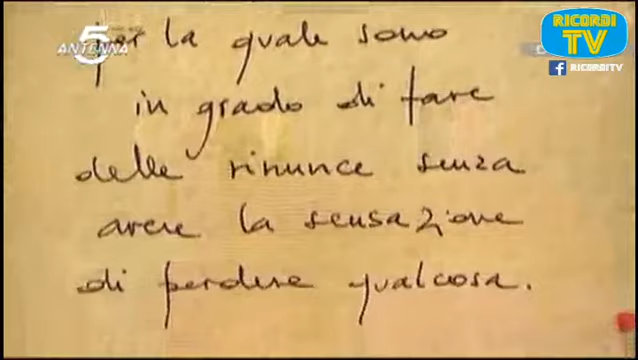 RICORDI
TV
RICORDITV
5
ANTENNA
per la quale sono
in grado di fare
delle rinunce senza
avere la sensazione
di perdere qualcosa.